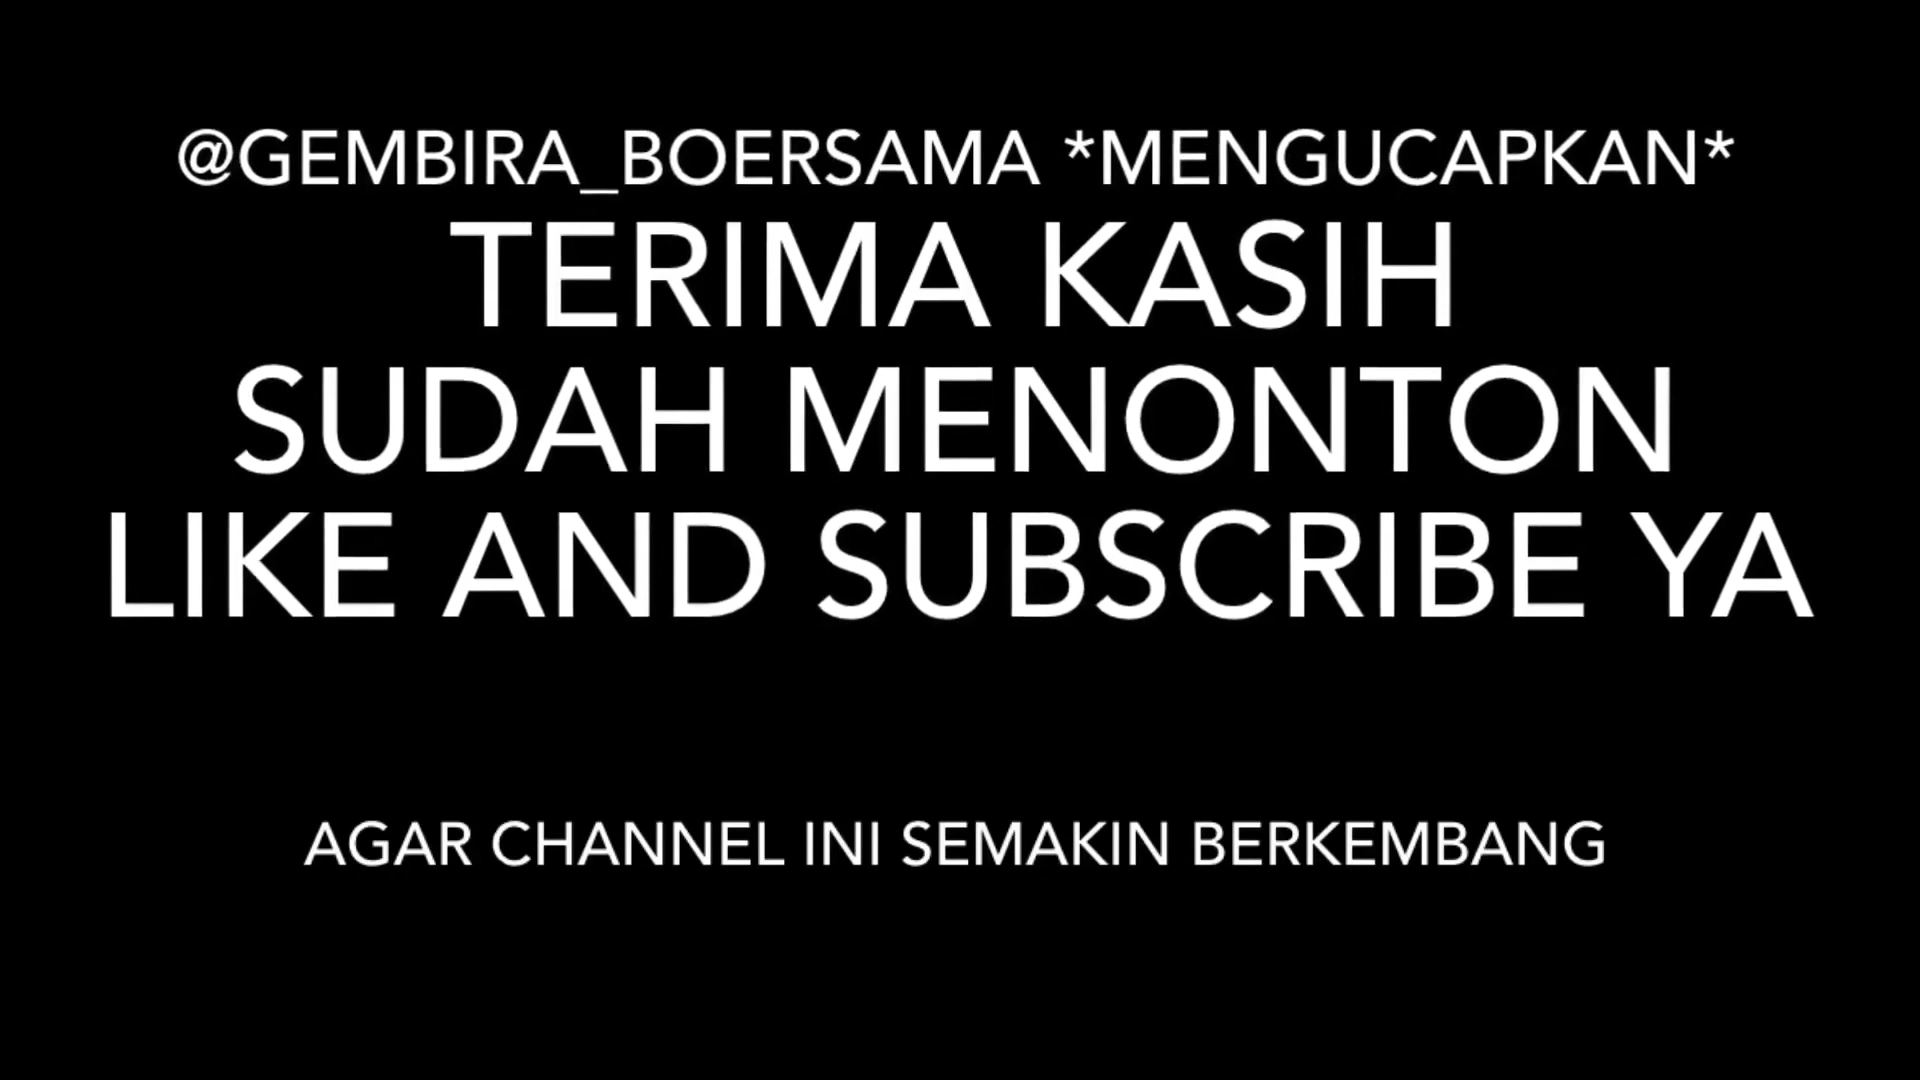 @GEMBIRA_BOERSAMA *MENGUCAPKAN*
TERIMA KASIH
SUDAH MENONTON
LIKE AND SUBSCRIBE YA
AGAR CHANNEL INI SEMAKIN BERKEMBANG